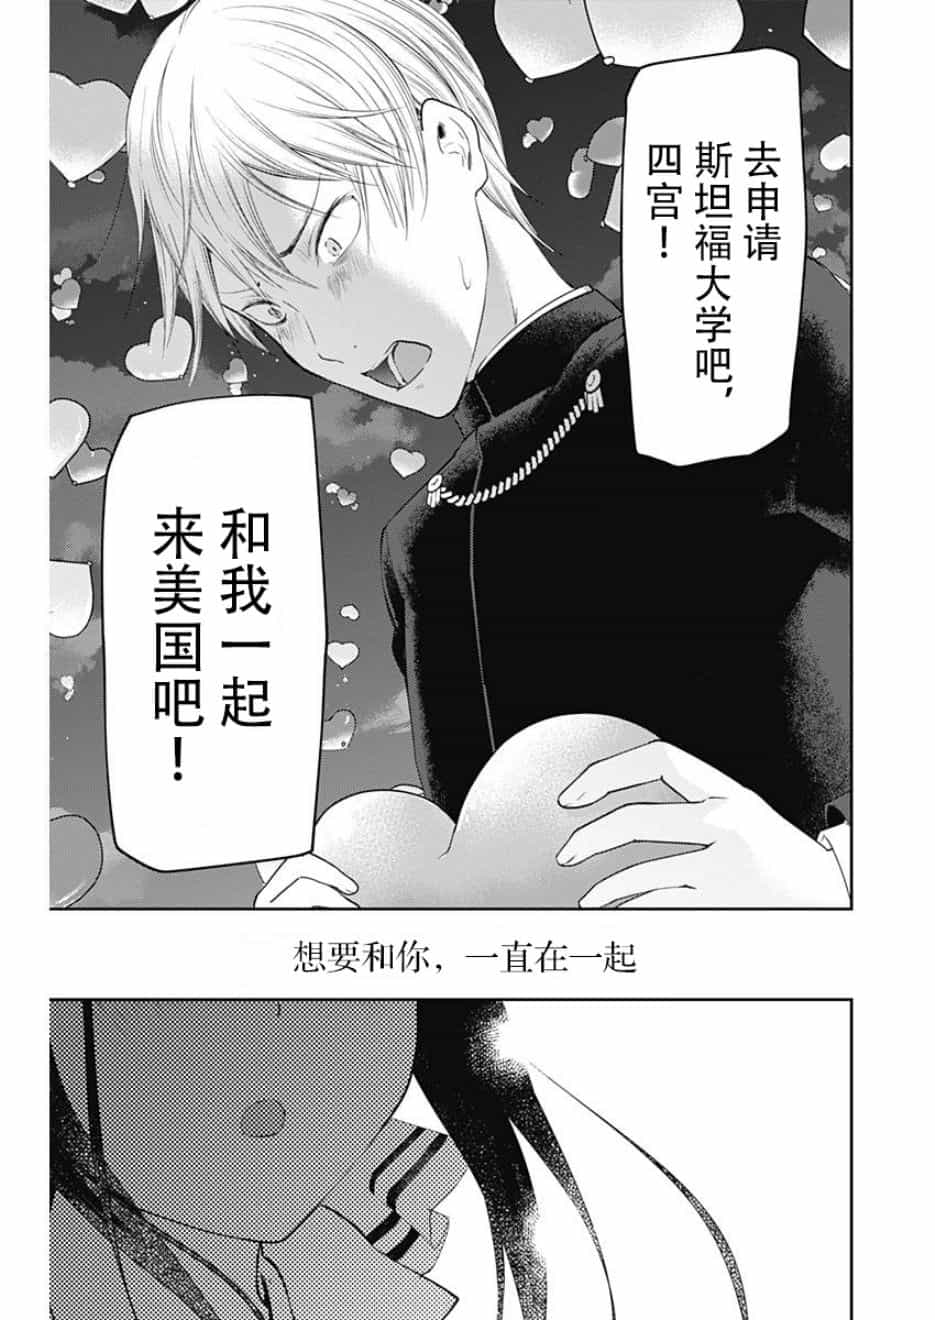 去申请
斯坦福大学吧,
四宫！
和我一起
来美国吧！
想要和你，一直在一起